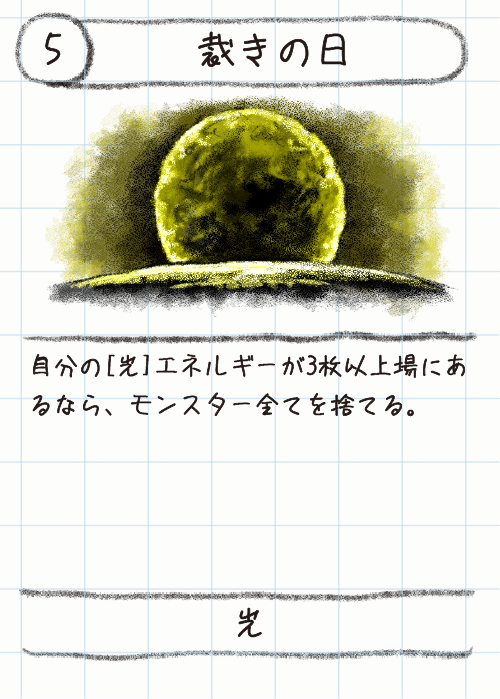 5
裁きの日
自分の[光]エネルギーが3枚以上場にあ
るなら、モンスター全てを捨てる。
光